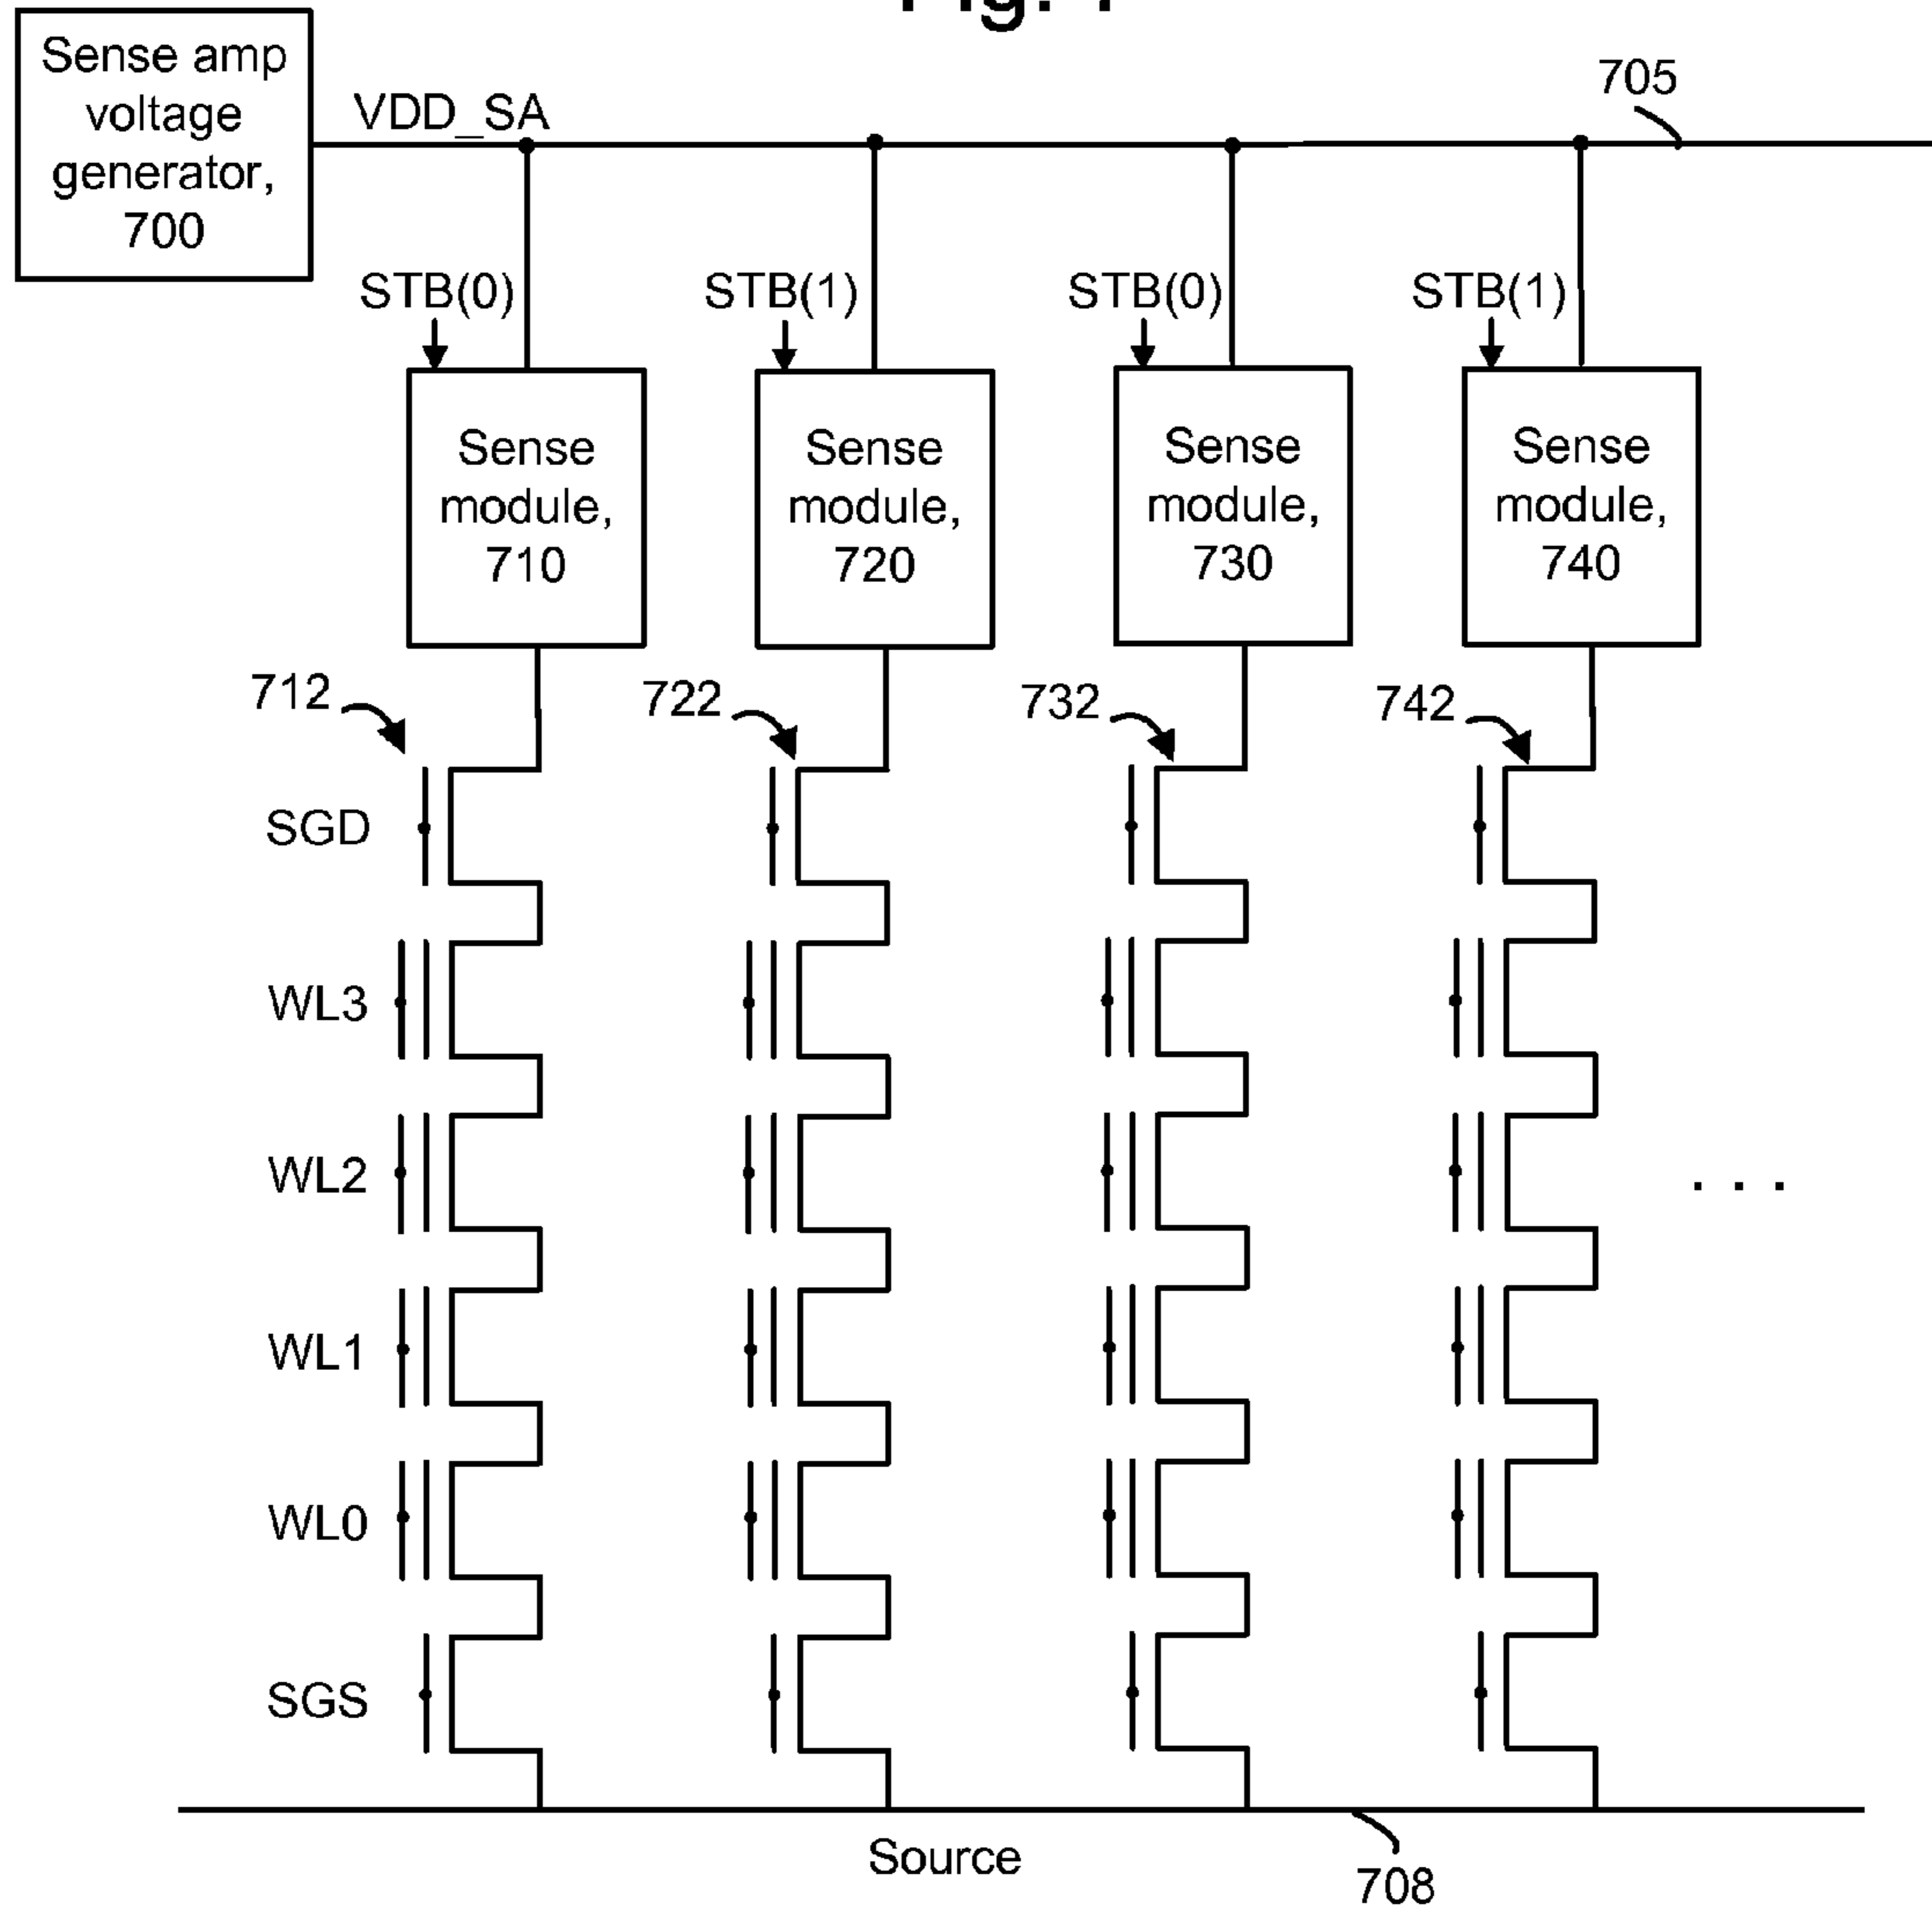 Sense amp
voltage
generator,
700
VDD_SA
705
STB(0)
STB(1)
STB(0)
STB(1)
Sense
module,
710
Sense
module,
720
Sense
module,
730
Sense
module,
740
712
722
732
742
SGD
WL3
WL2
. . .
WL1
WL0
SGS
Source
708